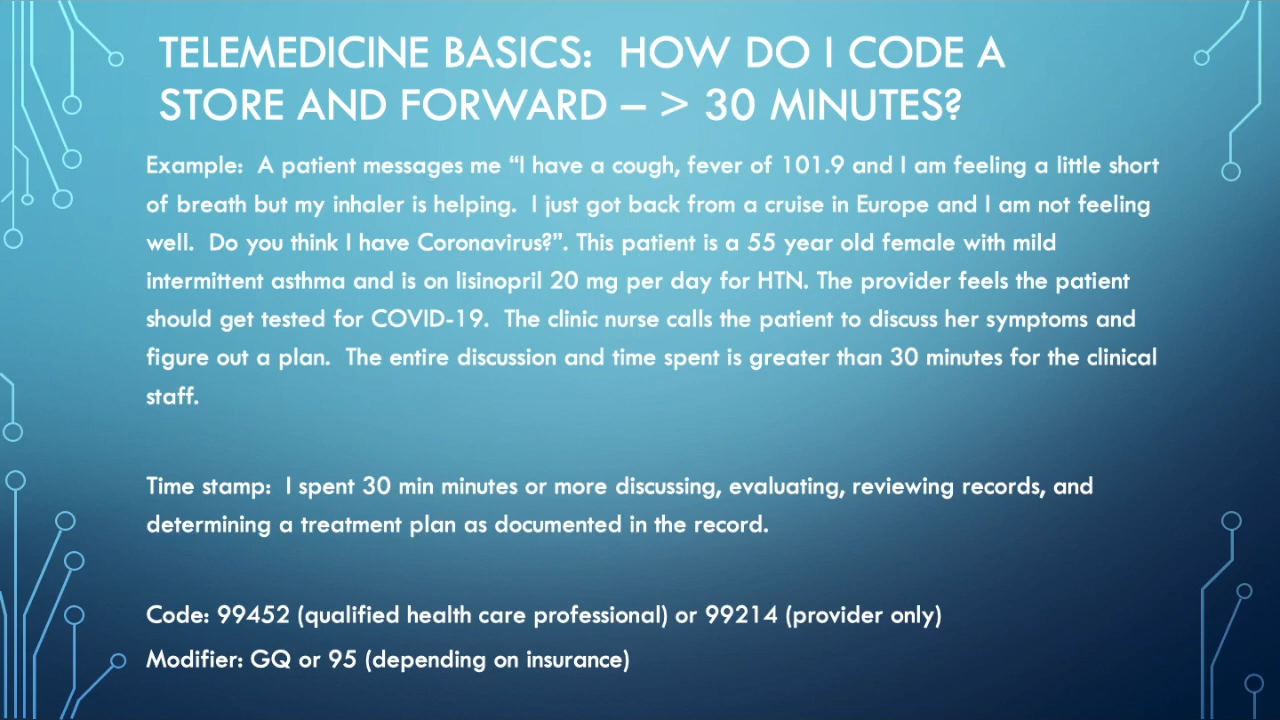 TELEMEDICINE BASICS:  HOW DO I CODE A
STORE AND FORWARD – > 30 MINUTES?
Example:  A patient messages me “I have a cough, fever of 101.9 and I am feeling a little short
of breath but my inhaler is helping.  I just got back from a cruise in Europe and I am not feeling
well.  Do you think I have Coronavirus?”. This patient is a 55 year old female with mild
intermittent asthma and is on lisinopril 20 mg per day for HTN. The provider feels the patient
should get tested for COVID-19.  The clinic nurse calls the patient to discuss her symptoms and
figure out a plan.  The entire discussion and time spent is greater than 30 minutes for the clinical
staff.
Time stamp:  I spent 30 min minutes or more discussing, evaluating, reviewing records, and
determining a treatment plan as documented in the record.
Code: 99452 (qualified health care professional) or 99214 (provider only)
Modifier: GQ or 95 (depending on insurance)